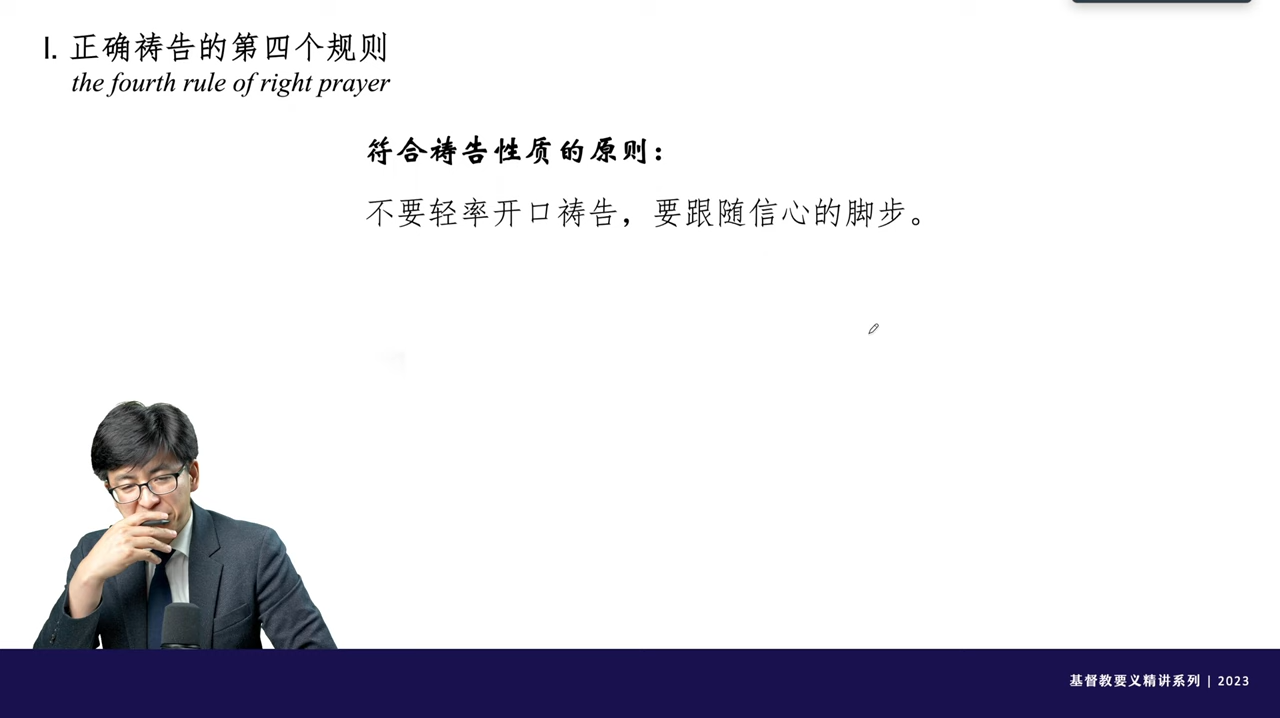 I. 正确祷告的第四个规则
the fourth rule of right prayer
符合祷告性质的原则：
不要轻率开口祷告，要跟随信心的脚步。
基督教要义精讲系列 | 2023